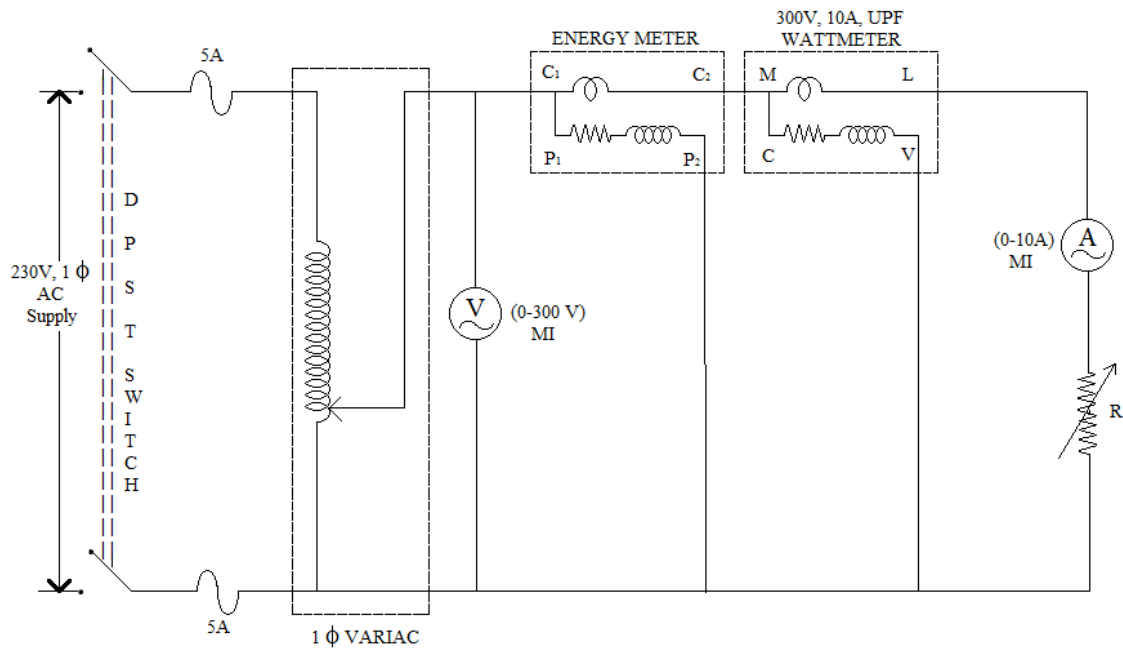 300V, 10A, UPF
WATTMETER
ENERGY METER
5A
C₁
C₂
M
L
P₁
P₂
C
V
D P S T SWITCH
230V, 1 ϕ
AC
Supply
V
(0-300 V)
MI
A
(0-10A)
MI
R
5A
1 ϕ VARIAC